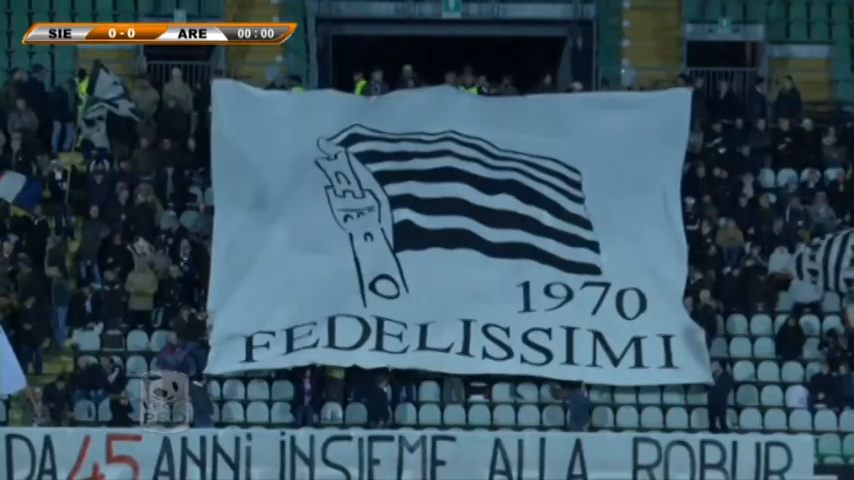 SIE 0-0 ARE 00:00
1970
FEDELISSIMI
DA 45 ANNi iNSIEME ALLA ROBUR